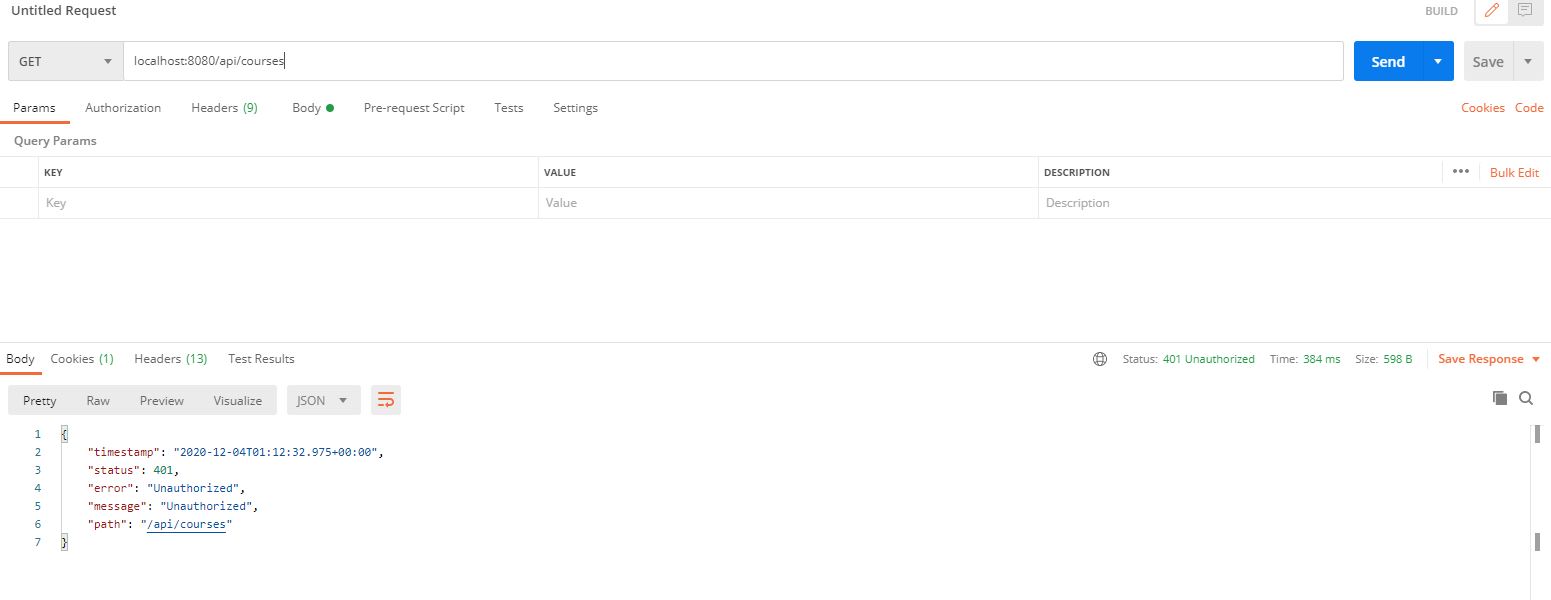 Untitled Request BUILD
GET localhost:8080/api/courses Send Save
Params Authorization Headers (9) Body Pre-request Script Tests Settings Cookies Code
Query Params
KEY VALUE DESCRIPTION ••• Bulk Edit
Key Value Description
Body Cookies (1) Headers (13) Test Results Status: 401 Unauthorized Time: 384 ms Size: 598 B Save Response
Pretty Raw Preview Visualize JSON
1 {
2 "timestamp": "2020-12-04T01:12:32.975+00:00",
3 "status": 401,
4 "error": "Unauthorized",
5 "message": "Unauthorized",
6 "path": "/api/courses"
7 }